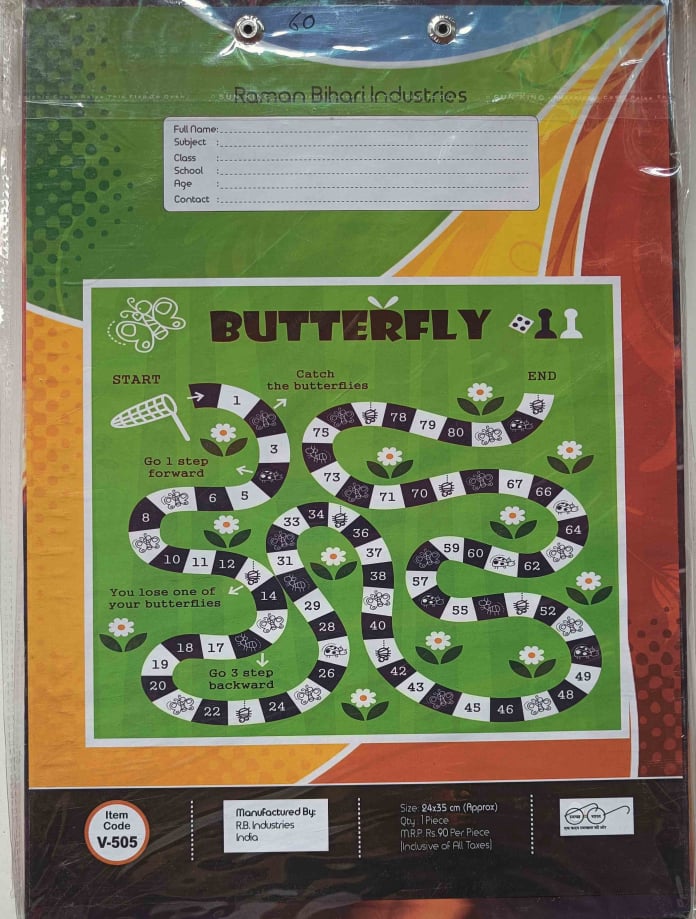 60
Raman Bihari Industries
SUN KING
SUN KING
Full Name:
Subject :
Class :
School :
Age :
Contact :
BUTTERFLY
START
Catch
the butterflies
END
1
3
Go 1 step
forward
5
6
8
10
11
12
You lose one of
your butterflies
14
17
18
19
20
Go 3 step
backward
22
24
26
28
29
31
33
34
36
37
38
40
42
43
45
46
48
49
52
55
57
59
60
62
64
66
67
70
71
73
75
78
79
80
Item
Code
V-505
Manufactured By:
R.B. Industries
India
Size: 24x35 cm (Approx)
Qty : 1 Piece
M.R.P. Rs. 90 Per Piece
(Inclusive of All Taxes)